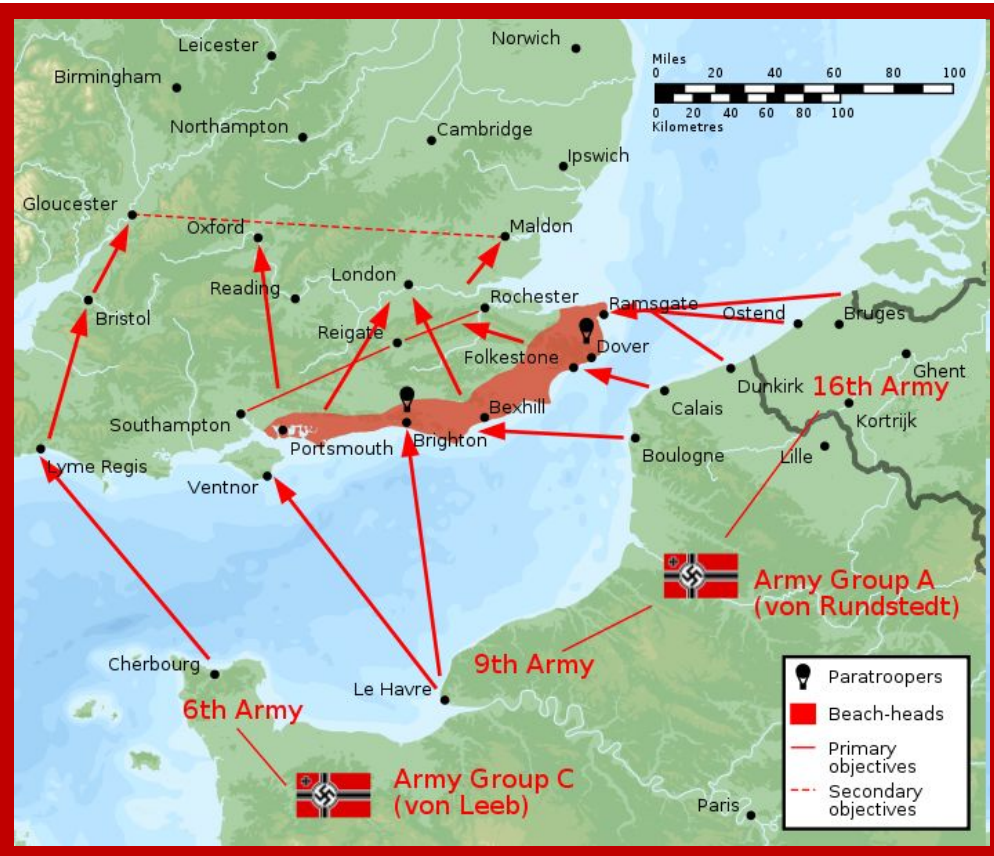 Leicester
Norwich
Miles
0 20 40 60 80 100
Birmingham
0 20 40 60 80 100
Kilometres
Northampton
Cambridge
Ipswich
Gloucester
Oxford
Maldon
London
Reading
Rochester
Ramsgate
Bristol
Ostend
Bruges
Reigate
Folkestone
Dover
Ghent
Dunkirk
16th Army
Calais
Kortrijk
Southampton
Bexhill
Portsmouth
Brighton
Boulogne
Lille
Lyme Regis
Ventnor
Army Group A
(von Rundstedt)
Cherbourg
9th Army
Le Havre
6th Army
Paratroopers
Beach-heads
Primary
objectives
Secondary
objectives
Army Group C
(von Leeb)
Paris